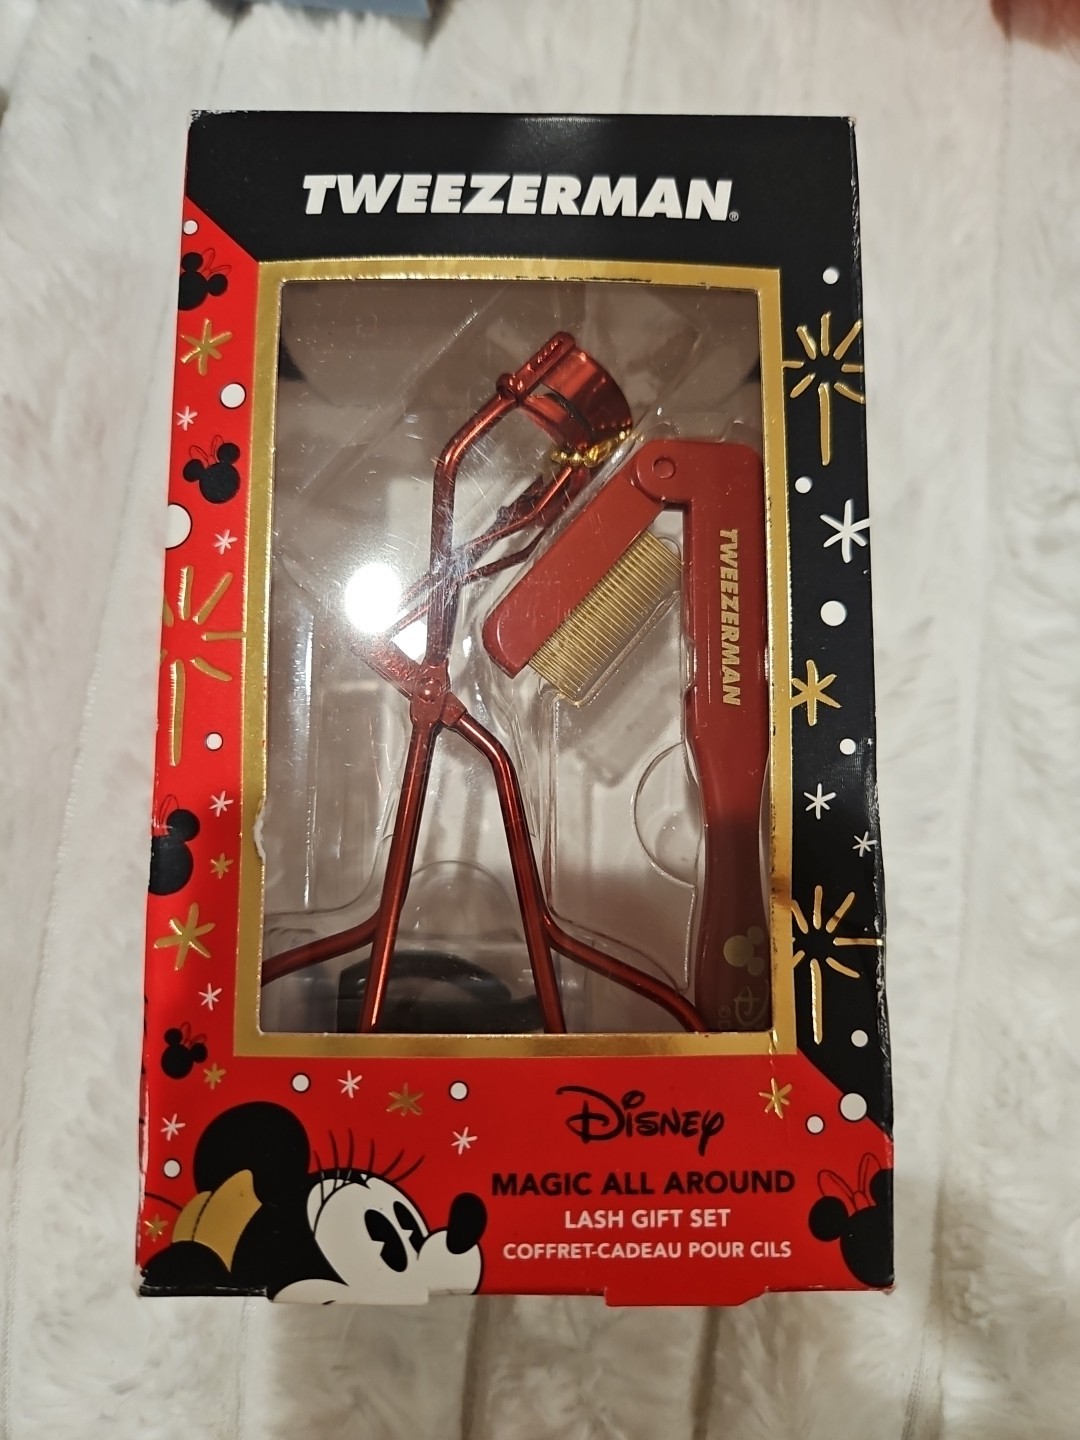 TWEEZERMAN®
TWEEZERMAN
Disney
MAGIC ALL AROUND
LASH GIFT SET
COFFRET-CADEAU POUR CILS